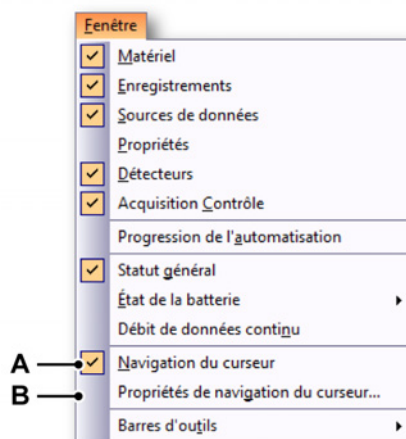 Fenêtre
Matériel
Enregistrements
Sources de données
Propriétés
Détecteurs
Acquisition Contrôle
Progression de l'automatisation
Statut général
État de la batterie
Débit de données continu
A Navigation du curseur
B Propriétés de navigation du curseur...
Barres d'outils